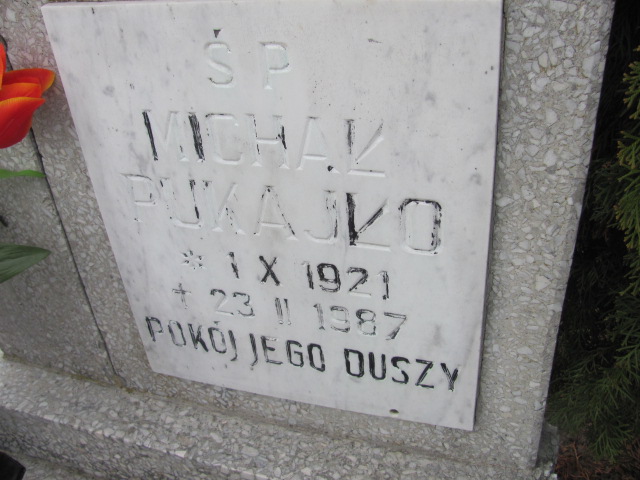 Ś P
MICHAŁ
PUKAJŁO
* 1 X 1921
+ 23 II 1987
POKÓJ JEGO DUSZY